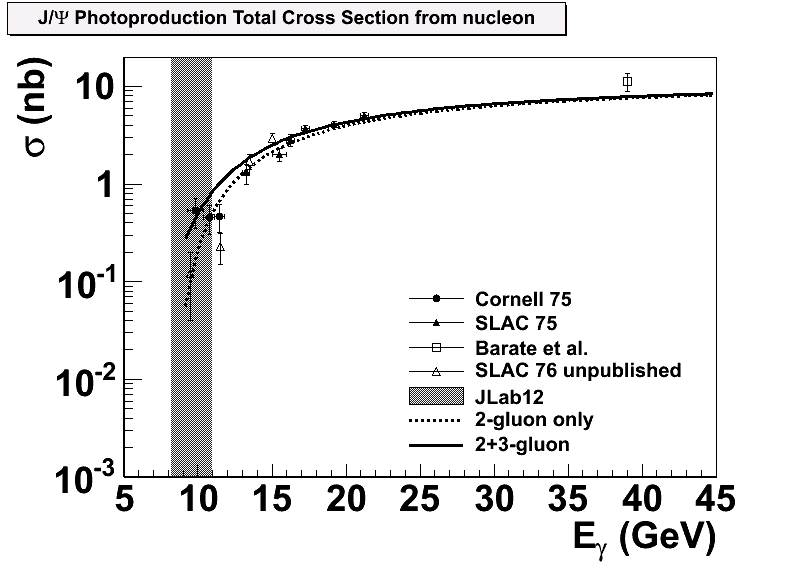 J/Ψ Photoproduction Total Cross Section from nucleon
σ (nb)
10
1
10⁻¹
10⁻²
10⁻³
Cornell 75
SLAC 75
Barate et al.
SLAC 76 unpublished
JLab12
2-gluon only
2+3-gluon
5 10 15 20 25 30 35 40 45
Eγ (GeV)